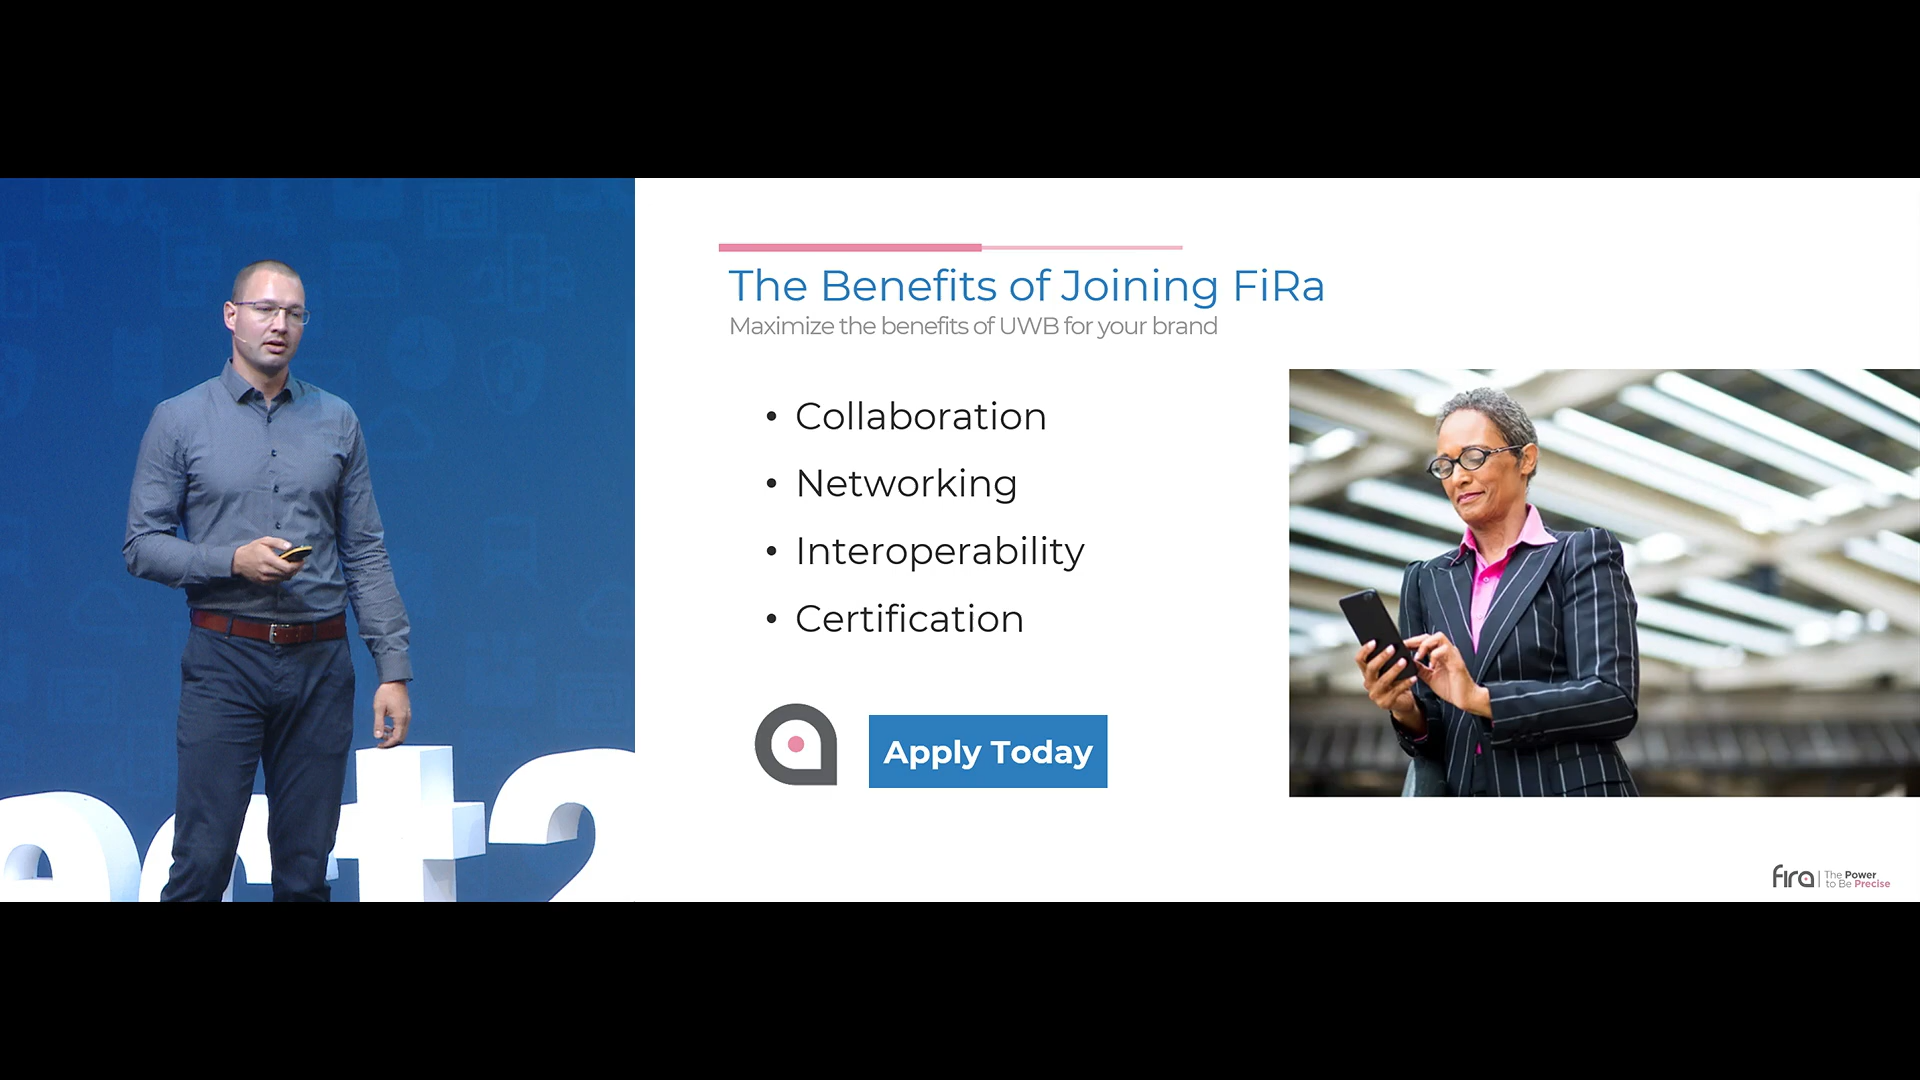 The Benefits of Joining FiRa
Maximize the benefits of UWB for your brand
• Collaboration
• Networking
• Interoperability
• Certification
Apply Today
ect2
fira | The Power
to Be Precise